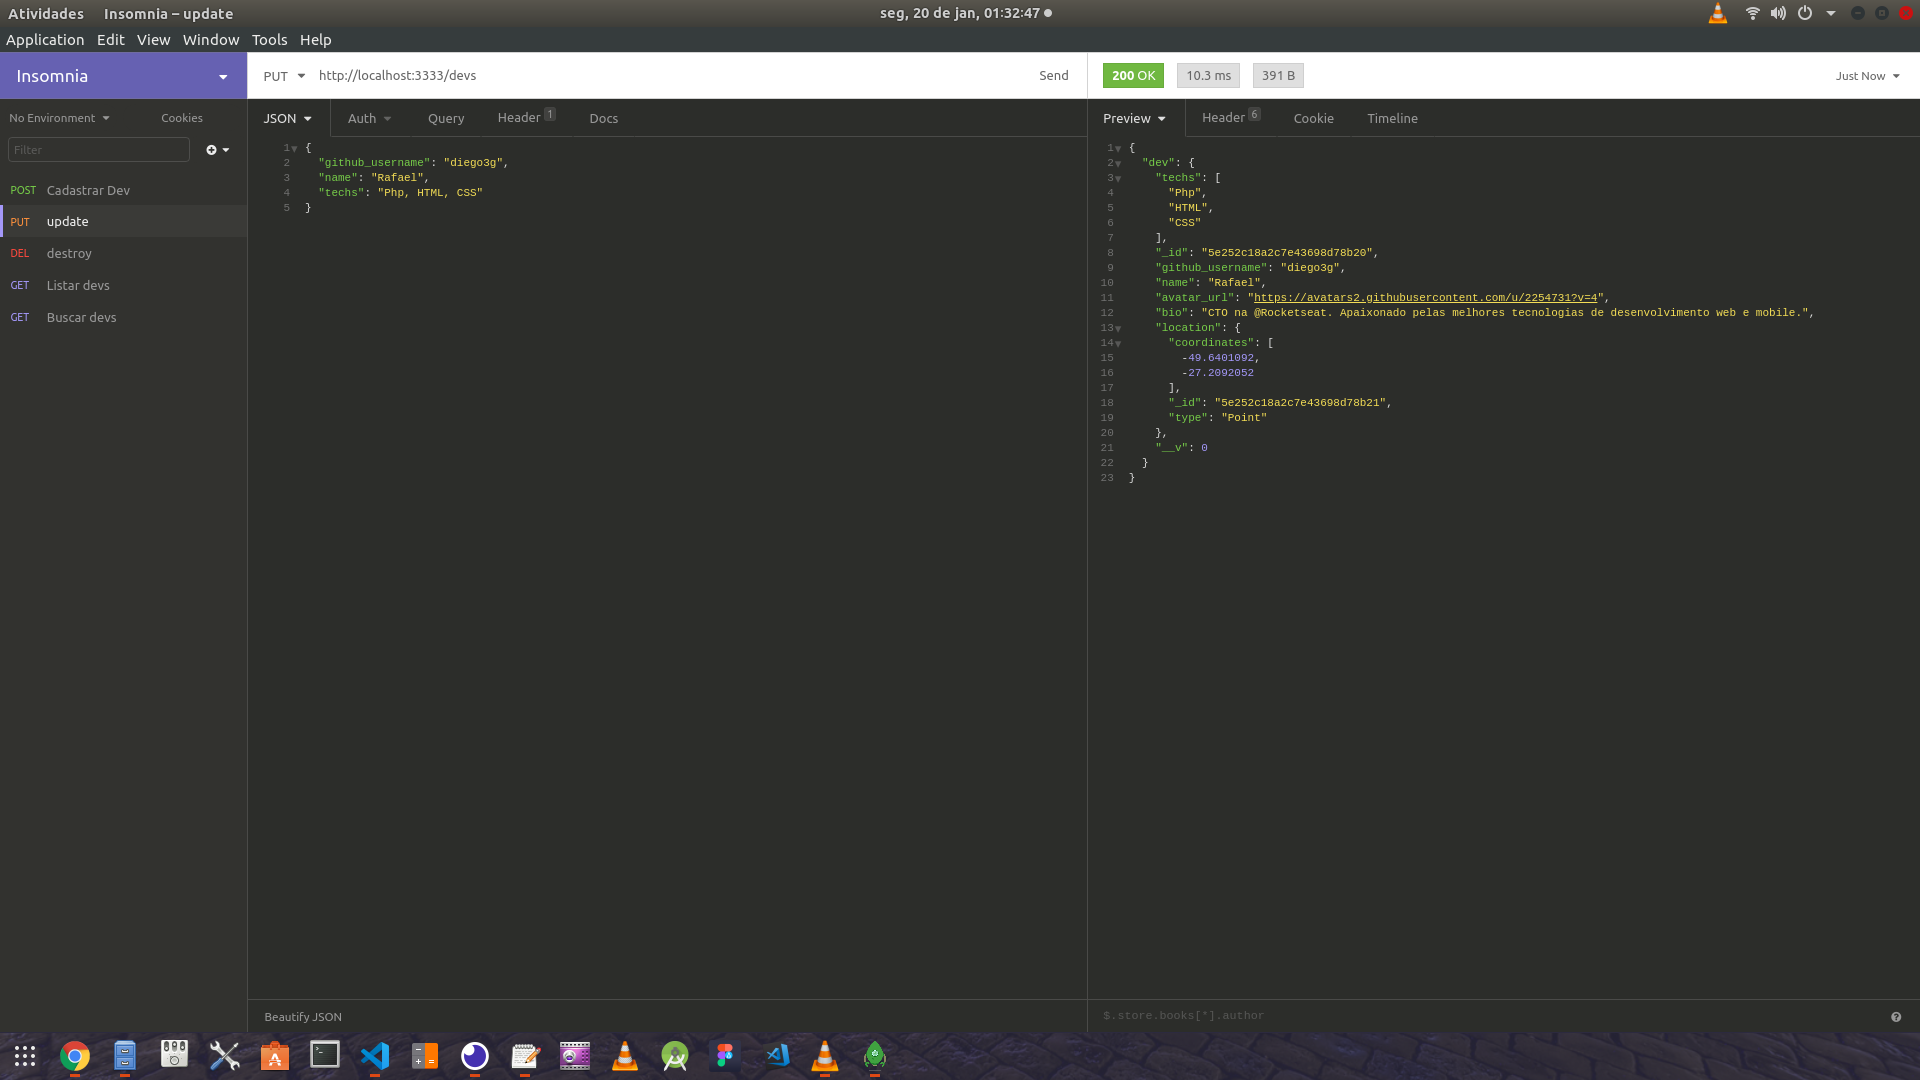 Atividades Insomnia – update seg, 20 de jan, 01:32:47
Application Edit View Window Tools Help
Insomnia PUT http://localhost:3333/devs Send 200 OK 10.3 ms 391 B Just Now
No Environment Cookies JSON Auth Query Header 1 Docs Preview Header 6 Cookie Timeline
Filter
POST Cadastrar Dev
PUT update
DEL destroy
GET Listar devs
GET Buscar devs
1 {
2 "github_username": "diego3g",
3 "name": "Rafael",
4 "techs": "Php, HTML, CSS"
5 }
1 {
2 "dev": {
3 "techs": [
4 "Php",
5 "HTML",
6 "CSS"
7 ],
8 "_id": "5e252c18a2c7e43698d78b20",
9 "github_username": "diego3g",
10 "name": "Rafael",
11 "avatar_url": "https://avatars2.githubusercontent.com/u/2254731?v=4",
12 "bio": "CTO na @Rocketseat. Apaixonado pelas melhores tecnologias de desenvolvimento web e mobile.",
13 "location": {
14 "coordinates": [
15 -49.6401092,
16 -27.2092052
17 ],
18 "_id": "5e252c18a2c7e43698d78b21",
19 "type": "Point"
20 },
21 "__v": 0
22 }
23 }
Beautify JSON $.store.books[*].author